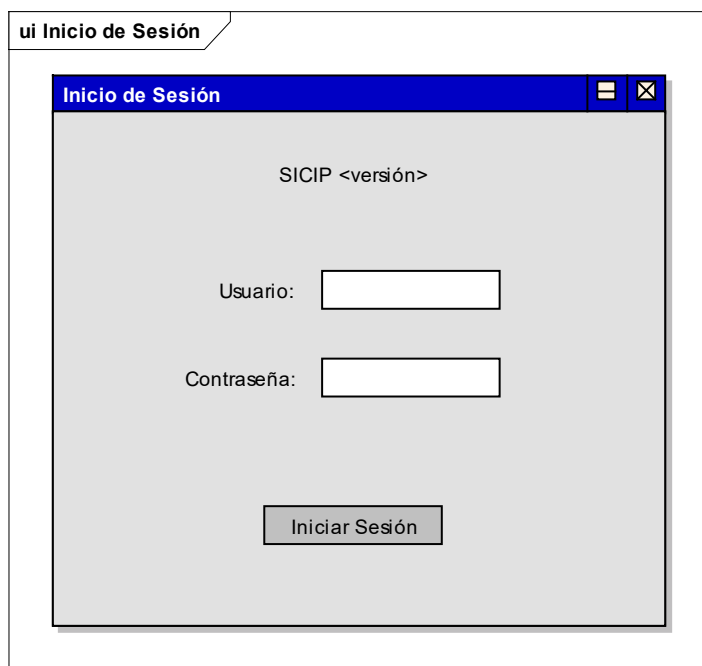 ui Inicio de Sesión
Inicio de Sesión
SICIP <versión>
Usuario:
Contraseña:
Iniciar Sesión